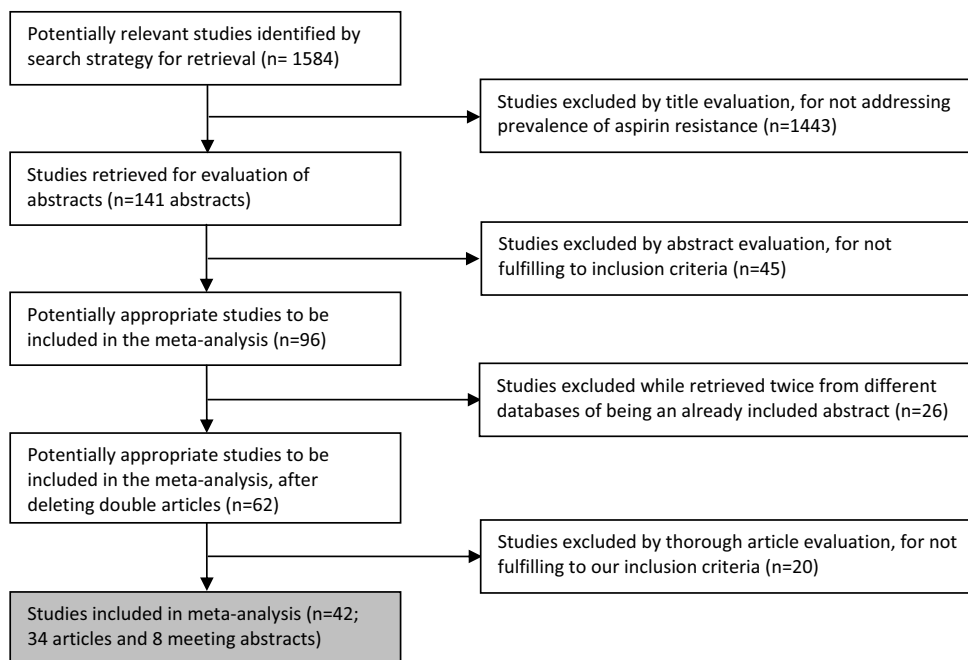 Potentially relevant studies identified by
search strategy for retrieval (n= 1584)
Studies excluded by title evaluation, for not addressing
prevalence of aspirin resistance (n=1443)
Studies retrieved for evaluation of
abstracts (n=141 abstracts)
Studies excluded by abstract evaluation, for not
fulfilling to inclusion criteria (n=45)
Potentially appropriate studies to be
included in the meta-analysis (n=96)
Studies excluded while retrieved twice from different
databases of being an already included abstract (n=26)
Potentially appropriate studies to be
included in the meta-analysis, after
deleting double articles (n=62)
Studies excluded by thorough article evaluation, for not
fulfilling to our inclusion criteria (n=20)
Studies included in meta-analysis (n=42;
34 articles and 8 meeting abstracts)